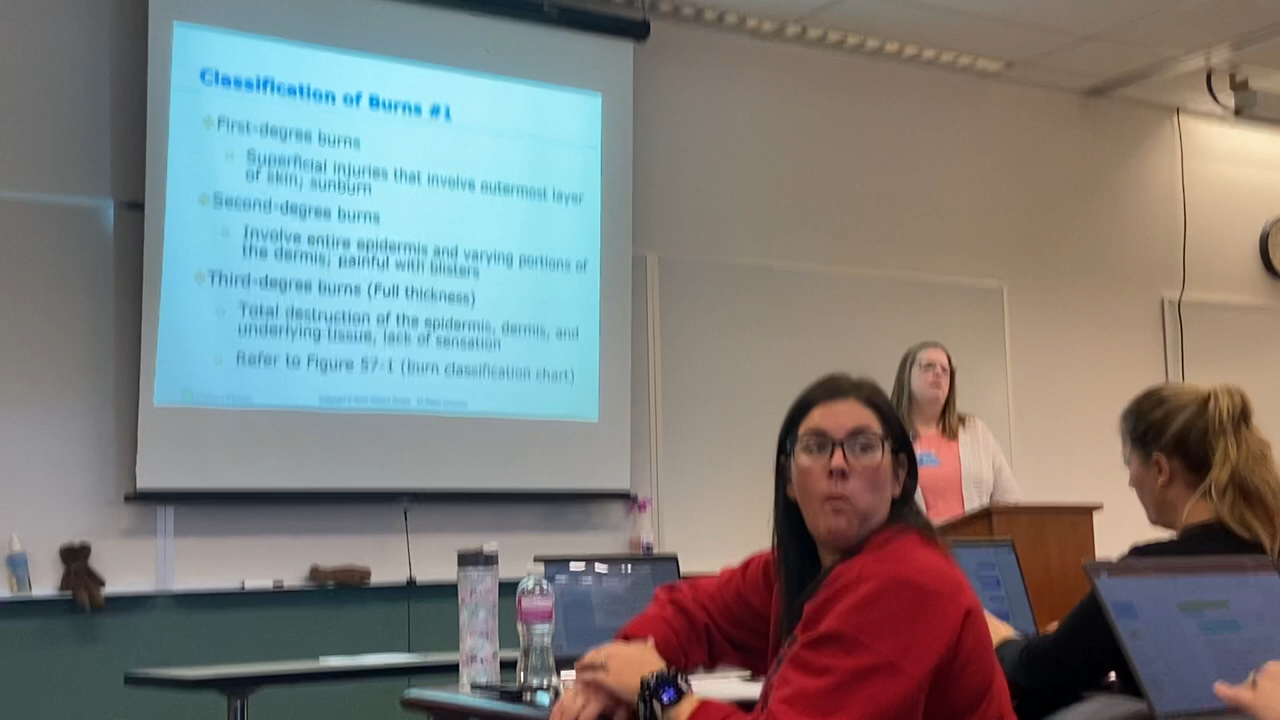 Classification of Burns #1
First-degree burns
Superficial injuries that involve outermost layer
of skin; sunburn
Second-degree burns
Involve entire epidermis and varying portions of
the dermis; painful with blisters
Third-degree burns (Full thickness)
Total destruction of the epidermis, dermis, and
underlying tissue, lack of sensation
Refer to Figure 57-1 (burn classification chart)